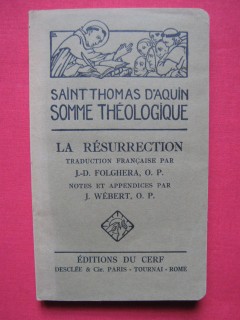 SAINT THOMAS D'AQUIN
SOMME THÉOLOGIQUE
LA RÉSURRECTION
TRADUCTION FRANÇAISE PAR
J.-D. FOLGHERA, O. P.
NOTES ET APPENDICES PAR
J. WÉBERT, O. P.
ÉDITIONS DU CERF
DESCLÉE & Cie. PARIS - TOURNAI - ROME